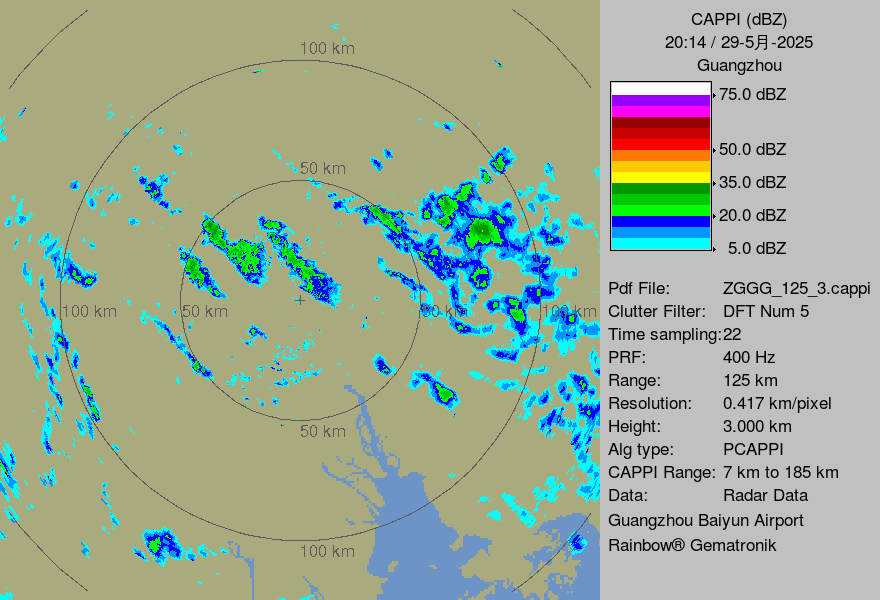 CAPPI (dBZ)
20:14 / 29-5月-2025
Guangzhou
75.0 dBZ
50.0 dBZ
35.0 dBZ
20.0 dBZ
5.0 dBZ
Pdf File: ZGGG_125_3.cappi
Clutter Filter: DFT Num 5
Time sampling:22
PRF: 400 Hz
Range: 125 km
Resolution: 0.417 km/pixel
Height: 3.000 km
Alg type: PCAPPI
CAPPI Range: 7 km to 185 km
Data: Radar Data
Guangzhou Baiyun Airport
Rainbow® Gematronik
100 km
50 km
100 km
50 km
50 km
100 km
50 km
100 km